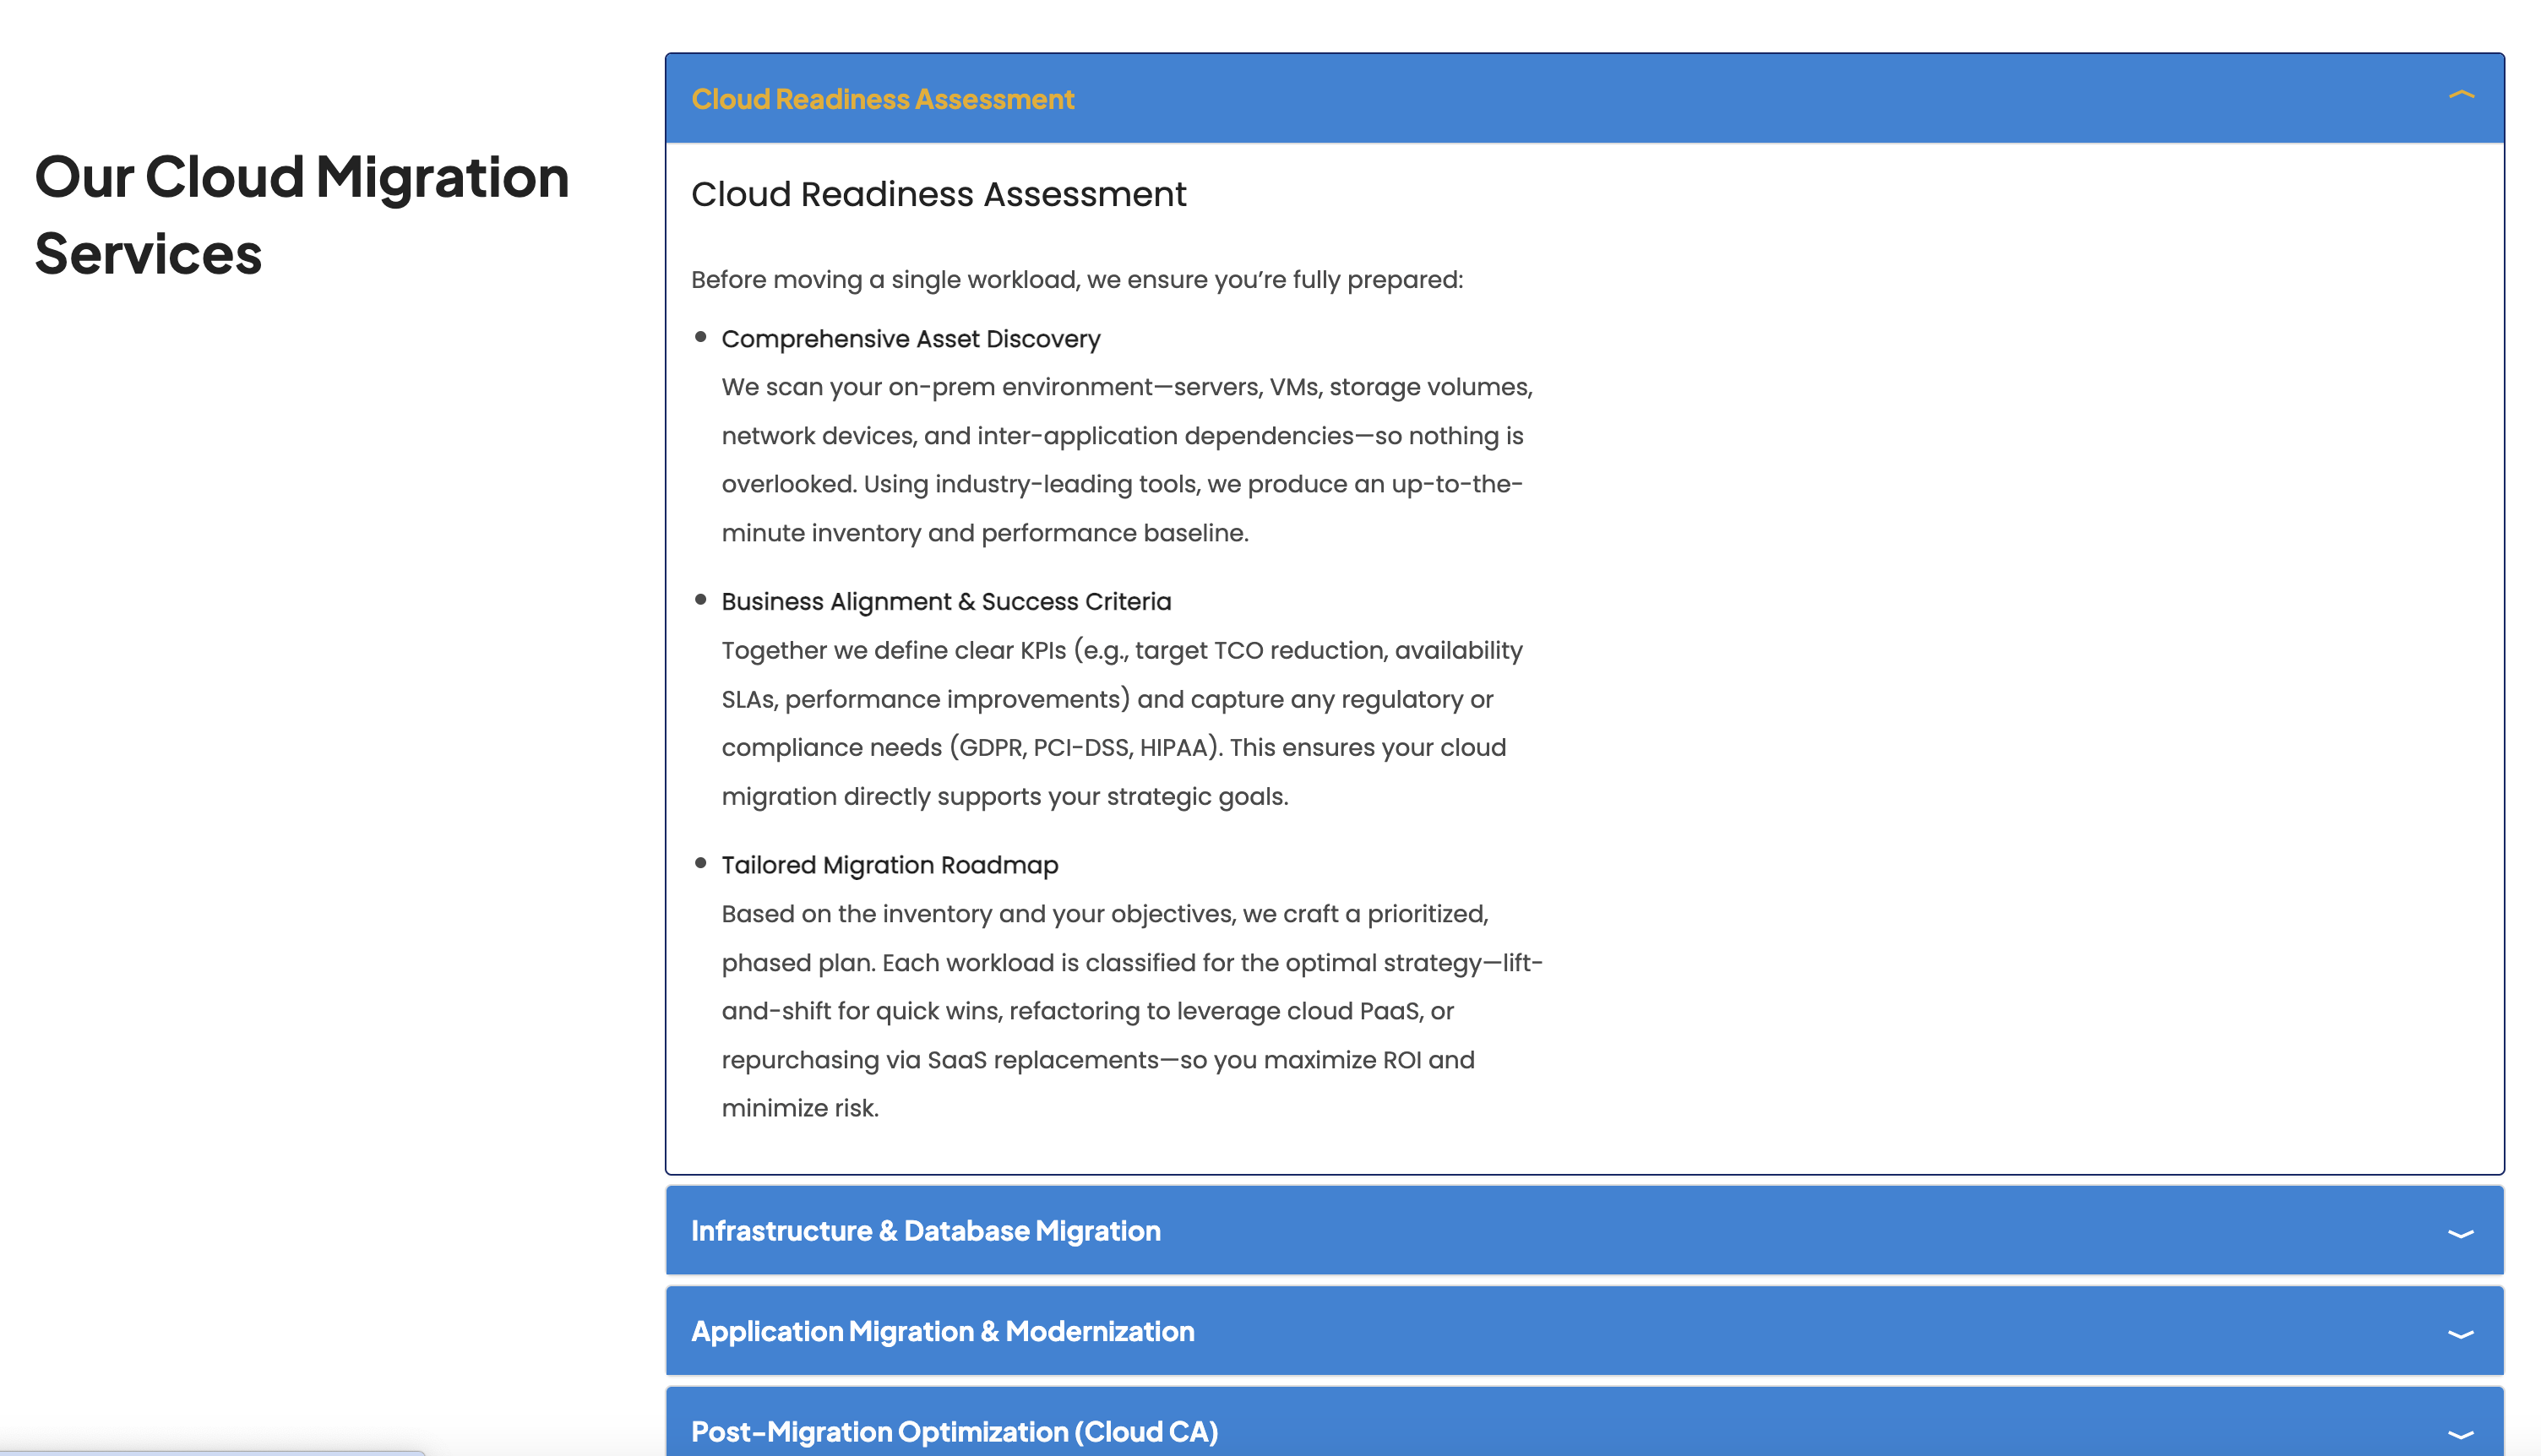 Our Cloud Migration
Services
Cloud Readiness Assessment
Cloud Readiness Assessment
Before moving a single workload, we ensure you’re fully prepared:
Comprehensive Asset Discovery
We scan your on-prem environment—servers, VMs, storage volumes,
network devices, and inter-application dependencies—so nothing is
overlooked. Using industry-leading tools, we produce an up-to-the-
minute inventory and performance baseline.
Business Alignment & Success Criteria
Together we define clear KPIs (e.g., target TCO reduction, availability
SLAs, performance improvements) and capture any regulatory or
compliance needs (GDPR, PCI-DSS, HIPAA). This ensures your cloud
migration directly supports your strategic goals.
Tailored Migration Roadmap
Based on the inventory and your objectives, we craft a prioritized,
phased plan. Each workload is classified for the optimal strategy—lift-
and-shift for quick wins, refactoring to leverage cloud PaaS, or
repurchasing via SaaS replacements—so you maximize ROI and
minimize risk.
Infrastructure & Database Migration
Application Migration & Modernization
Post-Migration Optimization (Cloud CA)